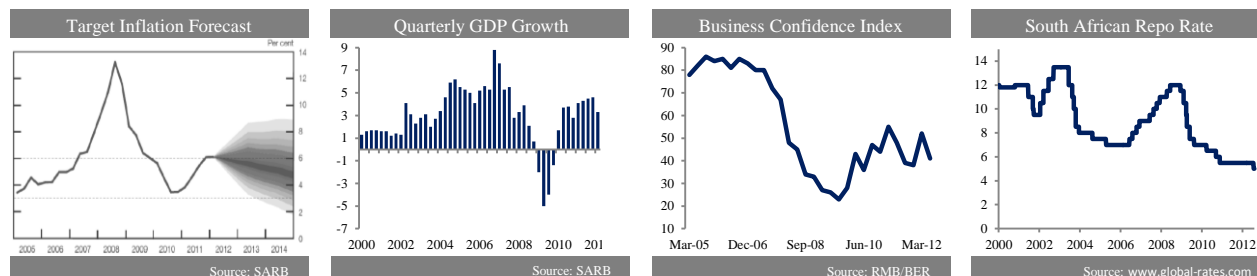 Target Inflation Forecast
Per cent
14
12
10
8
6
4
2
0
2005 2006 2007 2008 2009 2010 2011 2012 2013 2014
Source: SARB
Quarterly GDP Growth
9
7
5
3
1
-1
-3
-5
-7
2000 2002 2004 2006 2008 2010 201
Source: SARB
Business Confidence Index
90
80
70
60
50
40
30
20
10
Mar-05 Dec-06 Sep-08 Jun-10 Mar-12
Source: RMB/BER
South African Repo Rate
14
12
10
8
6
4
2
0
2000 2002 2004 2006 2008 2010 2012
Source: www.global-rates.com